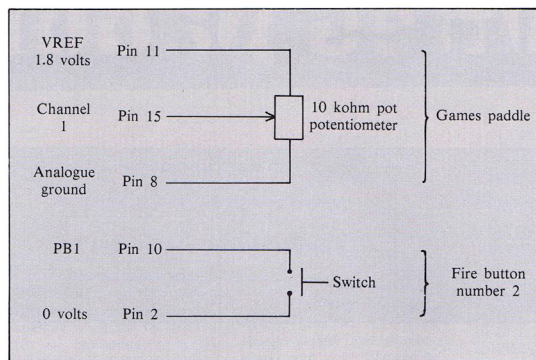 VREF
1.8 volts
Pin 11
Channel
1
Pin 15
10 kohm pot
potentiometer
Games paddle
Analogue
ground
Pin 8
PB1
Pin 10
Switch
Fire button
number 2
0 volts
Pin 2